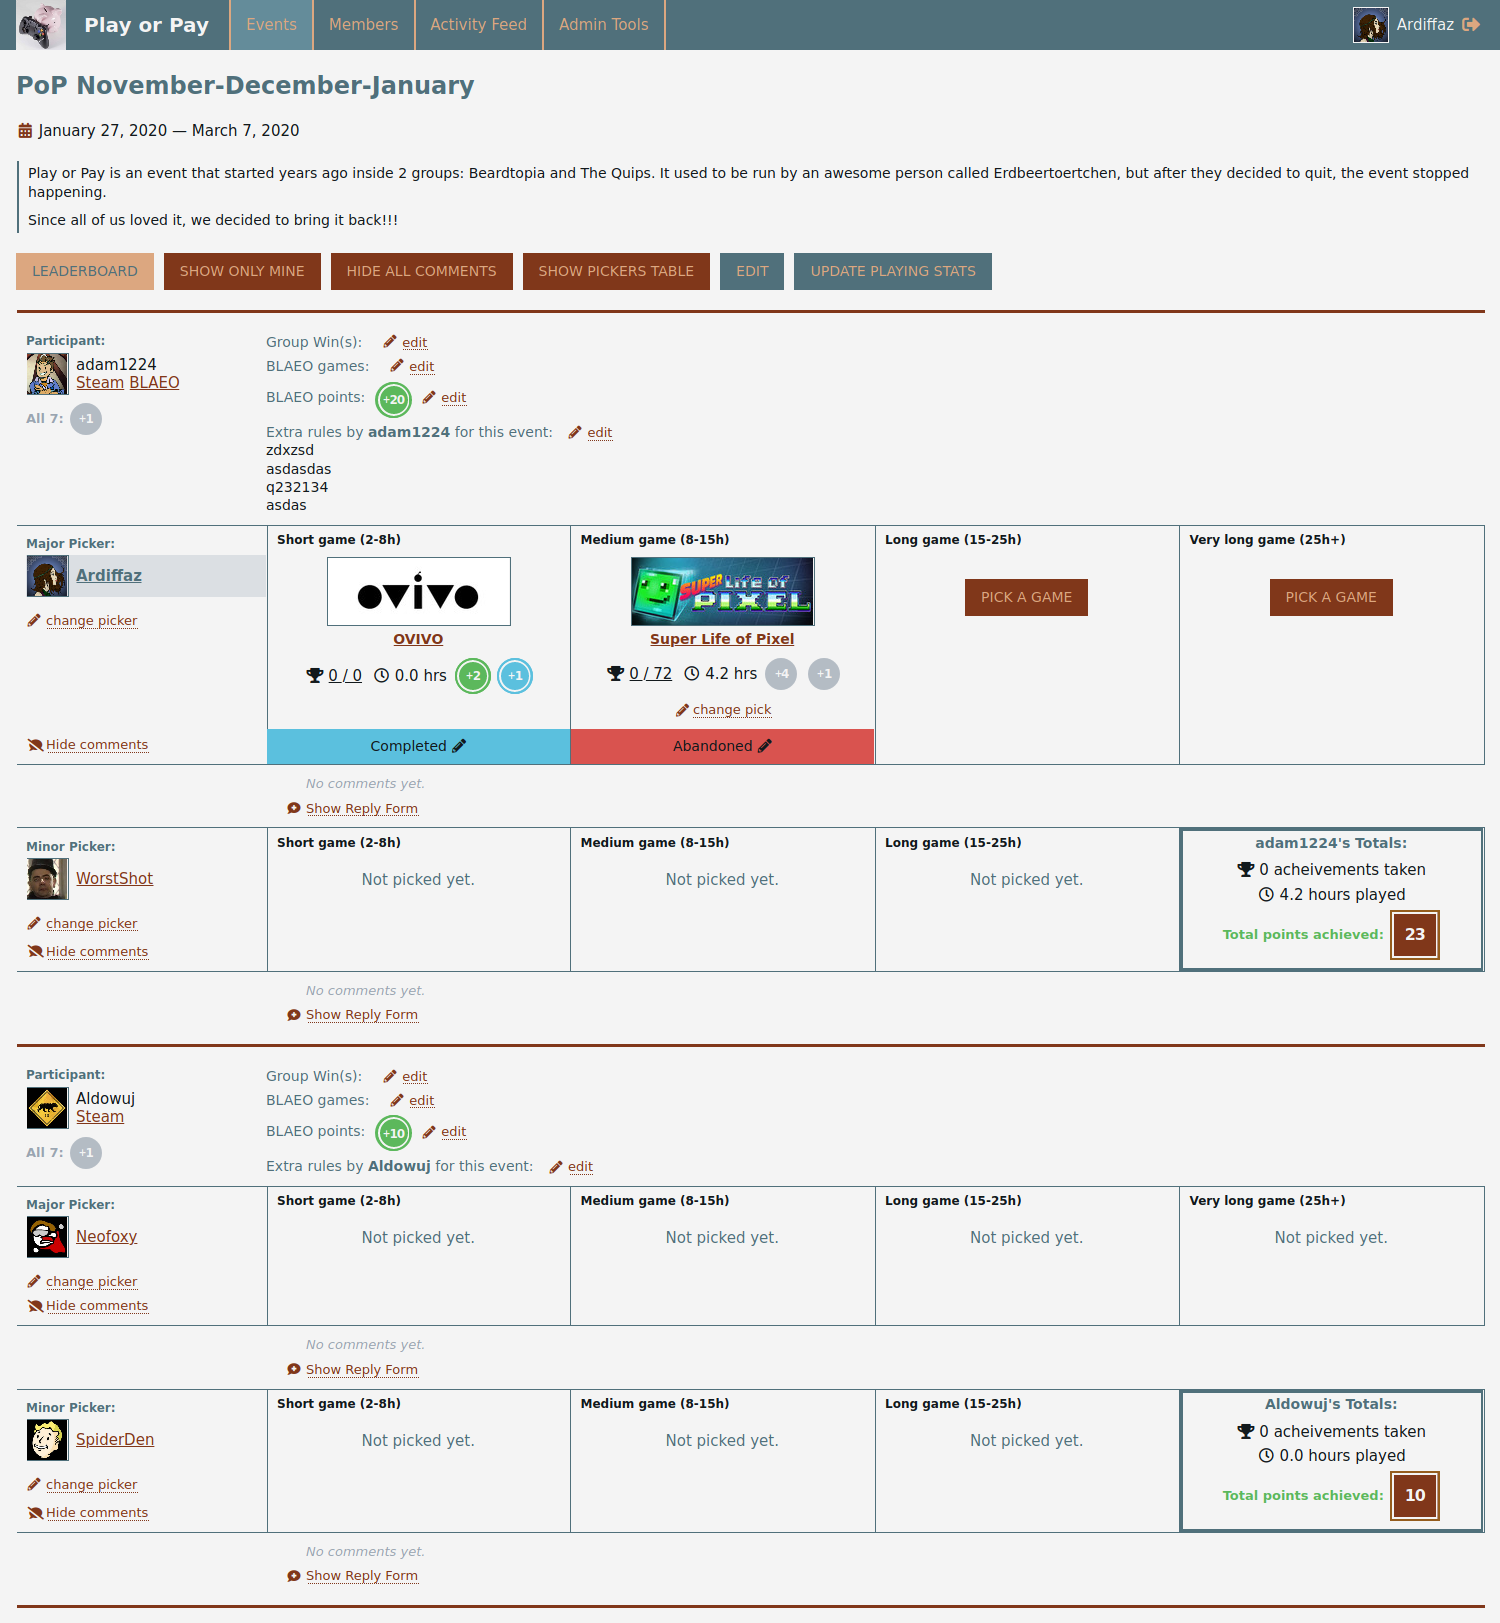 Play or Pay
Events
Members
Activity Feed
Admin Tools
Ardiffaz
PoP November-December-January
January 27, 2020 — March 7, 2020
Play or Pay is an event that started years ago inside 2 groups: Beardtopia and The Quips. It used to be run by an awesome person called Erdbeertoertchen, but after they decided to quit, the event stopped
happening.
Since all of us loved it, we decided to bring it back!!!
LEADERBOARD
SHOW ONLY MINE
HIDE ALL COMMENTS
SHOW PICKERS TABLE
EDIT
UPDATE PLAYING STATS
Participant:
adam1224
Steam BLAEO
All 7: +1
Group Win(s): edit
BLAEO games: edit
BLAEO points: +20 edit
Extra rules by adam1224 for this event: edit
zdxzsd
asdasdas
q232134
asdas
Major Picker:
Ardiffaz
change picker
Hide comments
Short game (2-8h)
OVIVO
OVIVO
0 / 0 0.0 hrs +2 +1
Completed
Medium game (8-15h)
SUPER LIFE OF
PIXEL
Super Life of Pixel
0 / 72 4.2 hrs +4 +1
change pick
Abandoned
Long game (15-25h)
PICK A GAME
Very long game (25h+)
PICK A GAME
No comments yet.
Show Reply Form
Minor Picker:
WorstShot
change picker
Hide comments
Short game (2-8h)
Not picked yet.
Medium game (8-15h)
Not picked yet.
Long game (15-25h)
Not picked yet.
adam1224's Totals:
0 acheivements taken
4.2 hours played
Total points achieved: 23
No comments yet.
Show Reply Form
Participant:
Aldowuj
Steam
All 7: +1
Group Win(s): edit
BLAEO games: edit
BLAEO points: +10 edit
Extra rules by Aldowuj for this event: edit
Major Picker:
Neofoxy
change picker
Hide comments
Short game (2-8h)
Not picked yet.
Medium game (8-15h)
Not picked yet.
Long game (15-25h)
Not picked yet.
Very long game (25h+)
Not picked yet.
No comments yet.
Show Reply Form
Minor Picker:
SpiderDen
change picker
Hide comments
Short game (2-8h)
Not picked yet.
Medium game (8-15h)
Not picked yet.
Long game (15-25h)
Not picked yet.
Aldowuj's Totals:
0 acheivements taken
0.0 hours played
Total points achieved: 10
No comments yet.
Show Reply Form